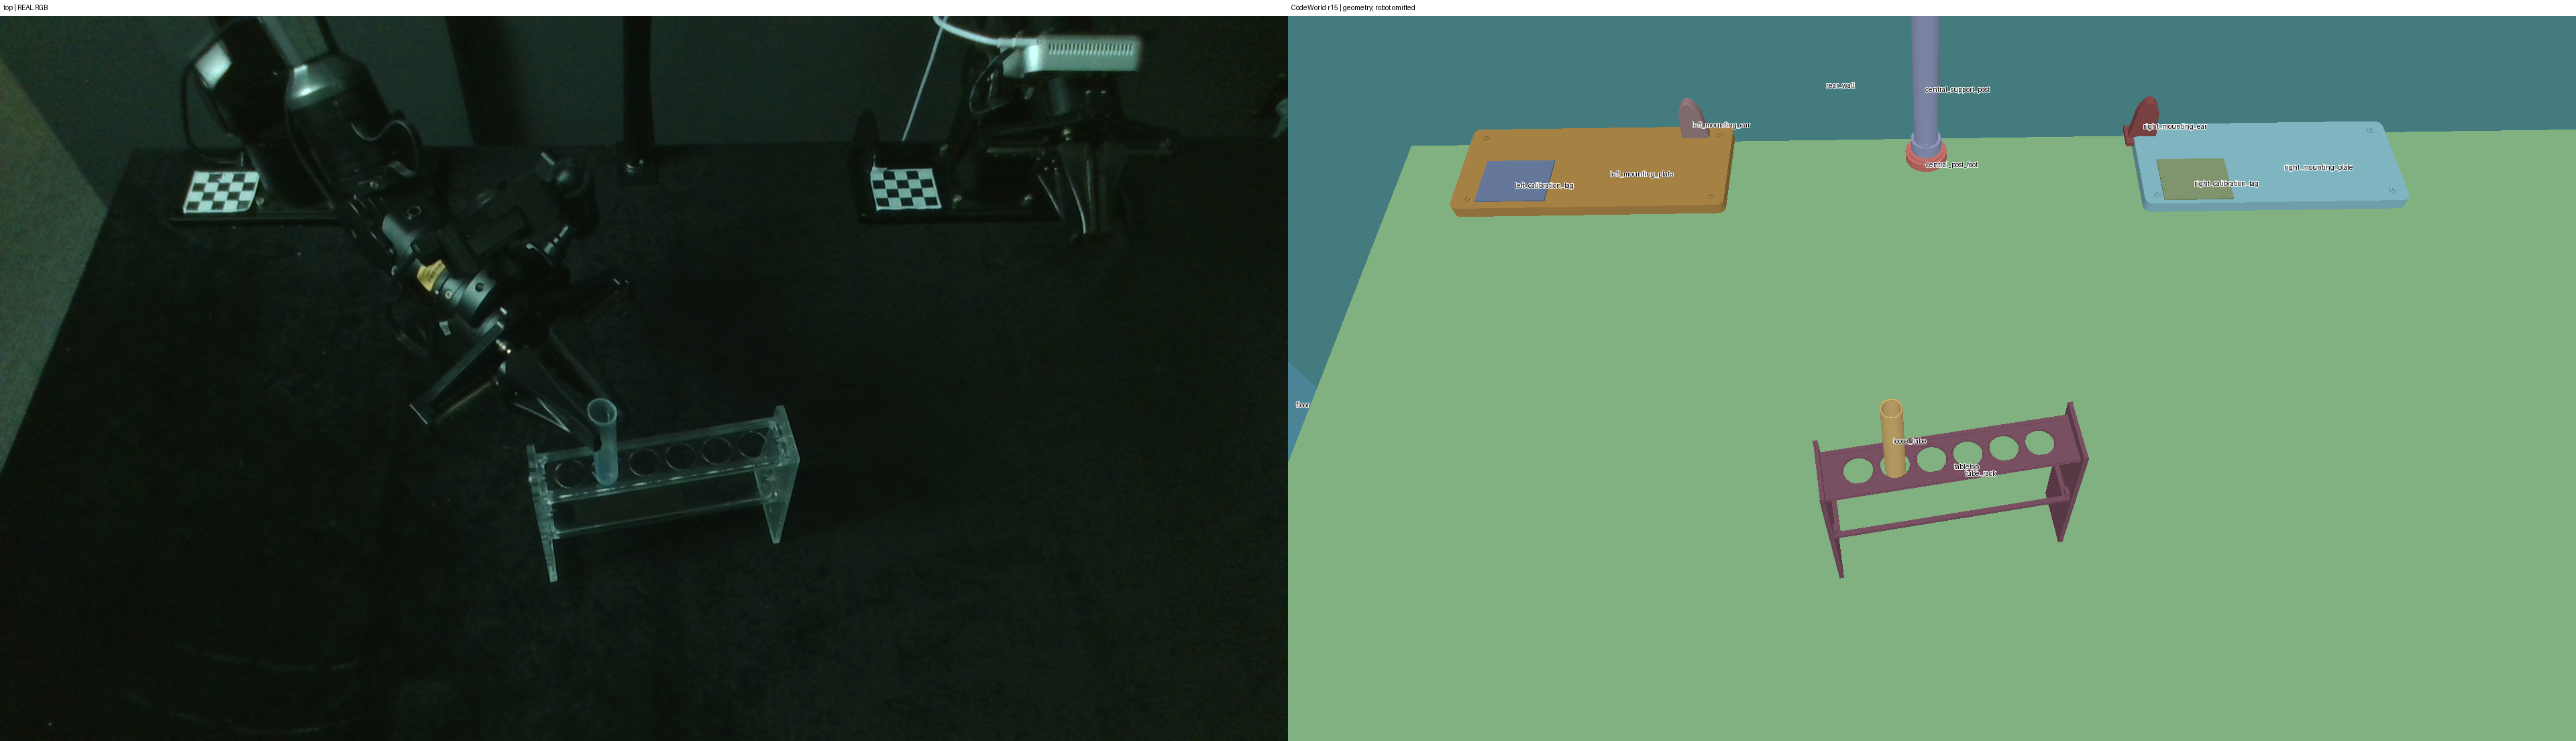 top | REAL RGB
CodeWorld r15 | geometry; robot omitted
rear_wall
central_support_post
left_mounting_ear
right_mounting_ear
central_post_foot
left_mounting_plate
right_mounting_plate
left_calibration_tag
right_calibration_tag
floor
loose_tube
tabletop
tube_rack